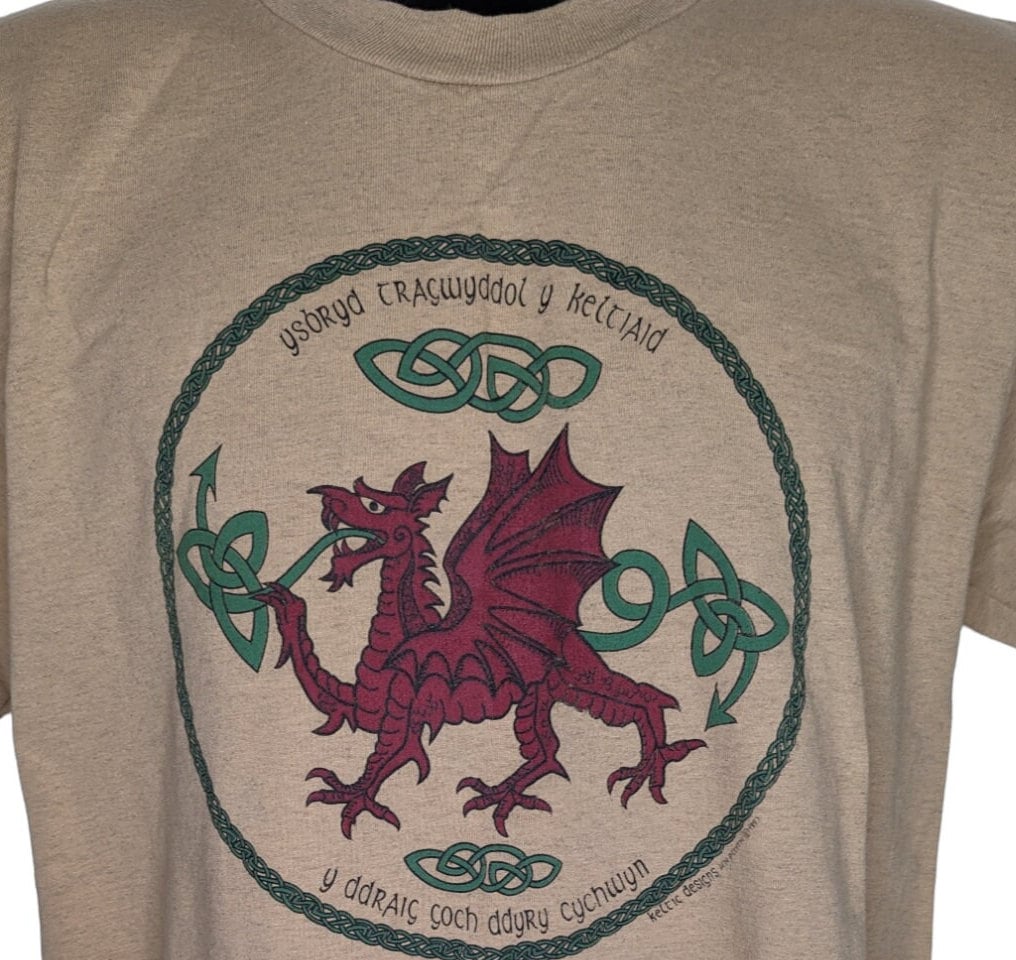 ysbryd tragwyddol y keltiaid
y ddraig goch ddyry cychwyn
keltic designs